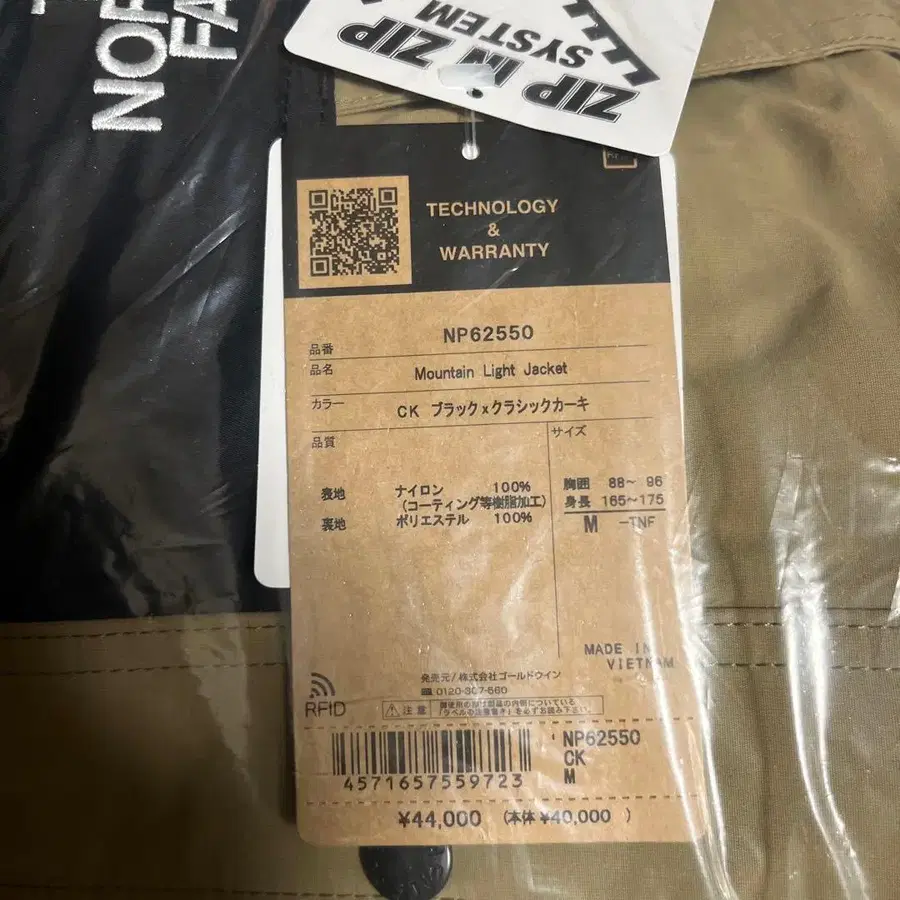 NOR
FA
ZIP IN ZIP
SYSTEM
TECHNOLOGY
&
WARRANTY
品番 NP62550
品名 Mountain Light Jacket
カラー CK ブラックxクラシックカーキ
品質
サイズ
表地 ナイロン 100%
(コーティング等樹脂加工)
裏地 ポリエステル 100%
胸囲 88～ 96
身長 165～175
M -TNF
MADE IN
VIETNAM
発売元/株式会社ゴールドウイン
0120-307-560
RFID
注意
NP62550
CK
M
4571657559723
¥44,000 (本体 ¥40,000 )